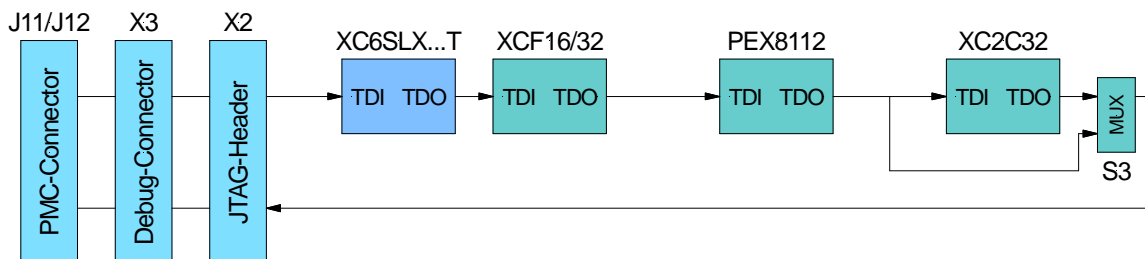 J11/J12 X3 X2
XC6SLX...T XCF16/32 PEX8112 XC2C32
PMC-Connector
Debug-Connector
JTAG-Header
TDI TDO
TDI TDO
TDI TDO
TDI TDO
MUX
S3